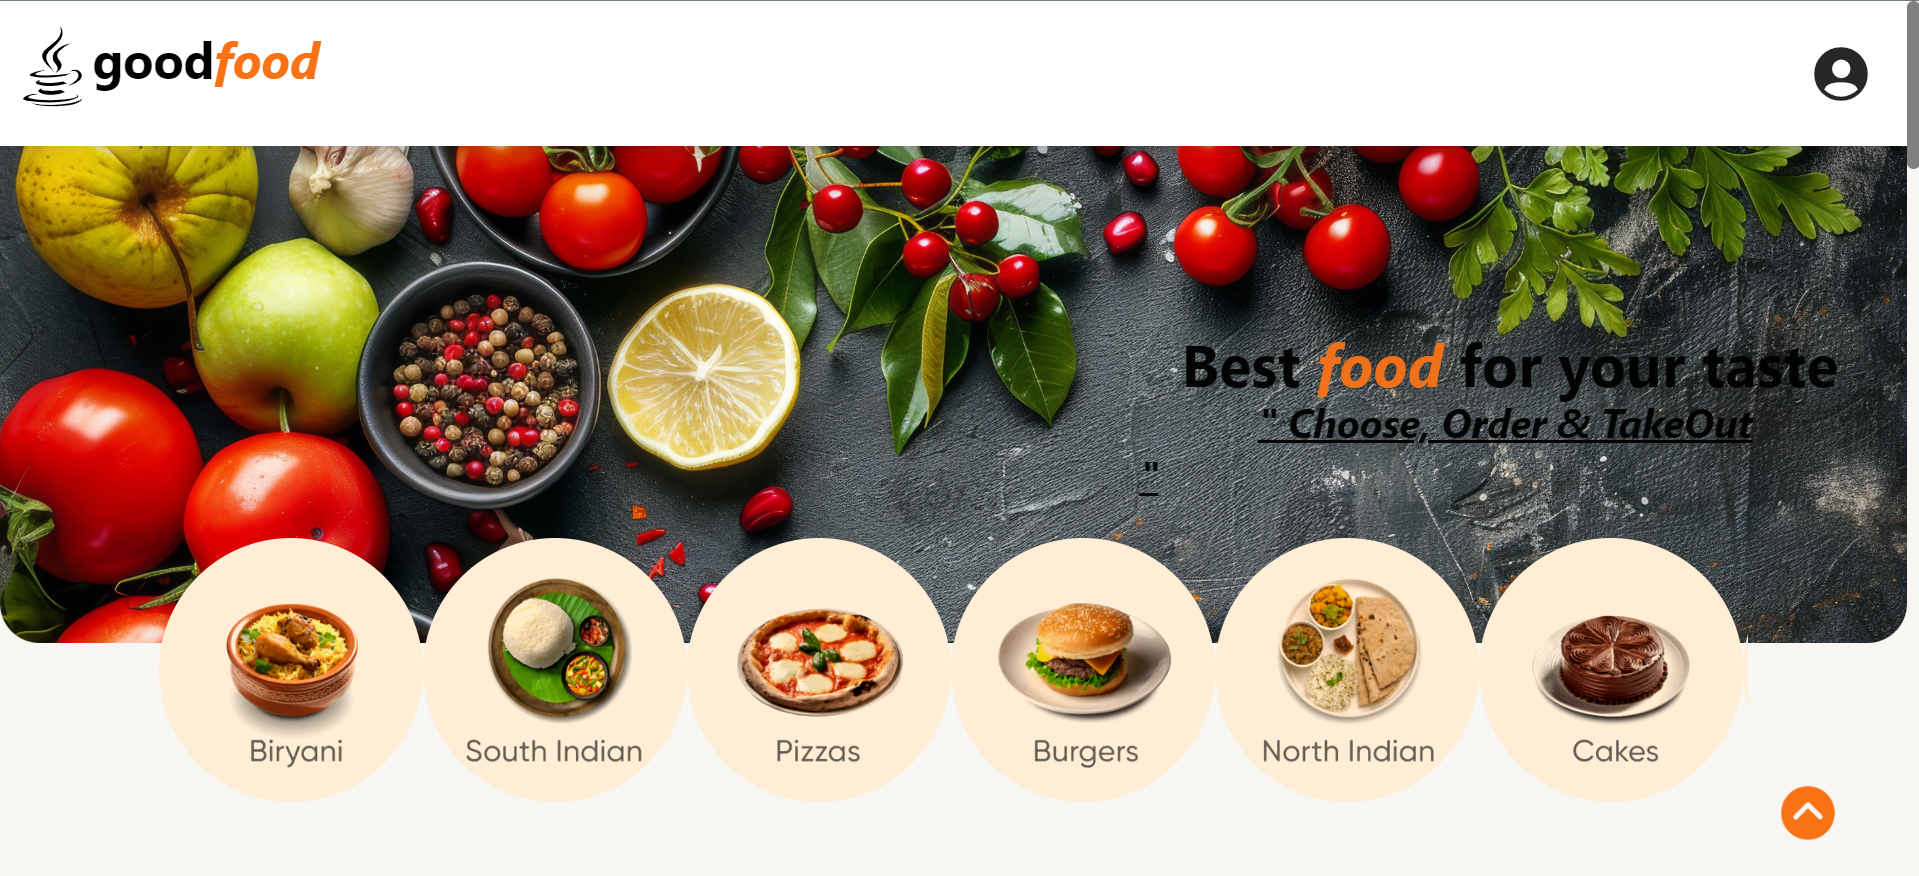 goodfood
Best food for your taste
" Choose, Order & TakeOut
"
Biryani
South Indian
Pizzas
Burgers
North Indian
Cakes